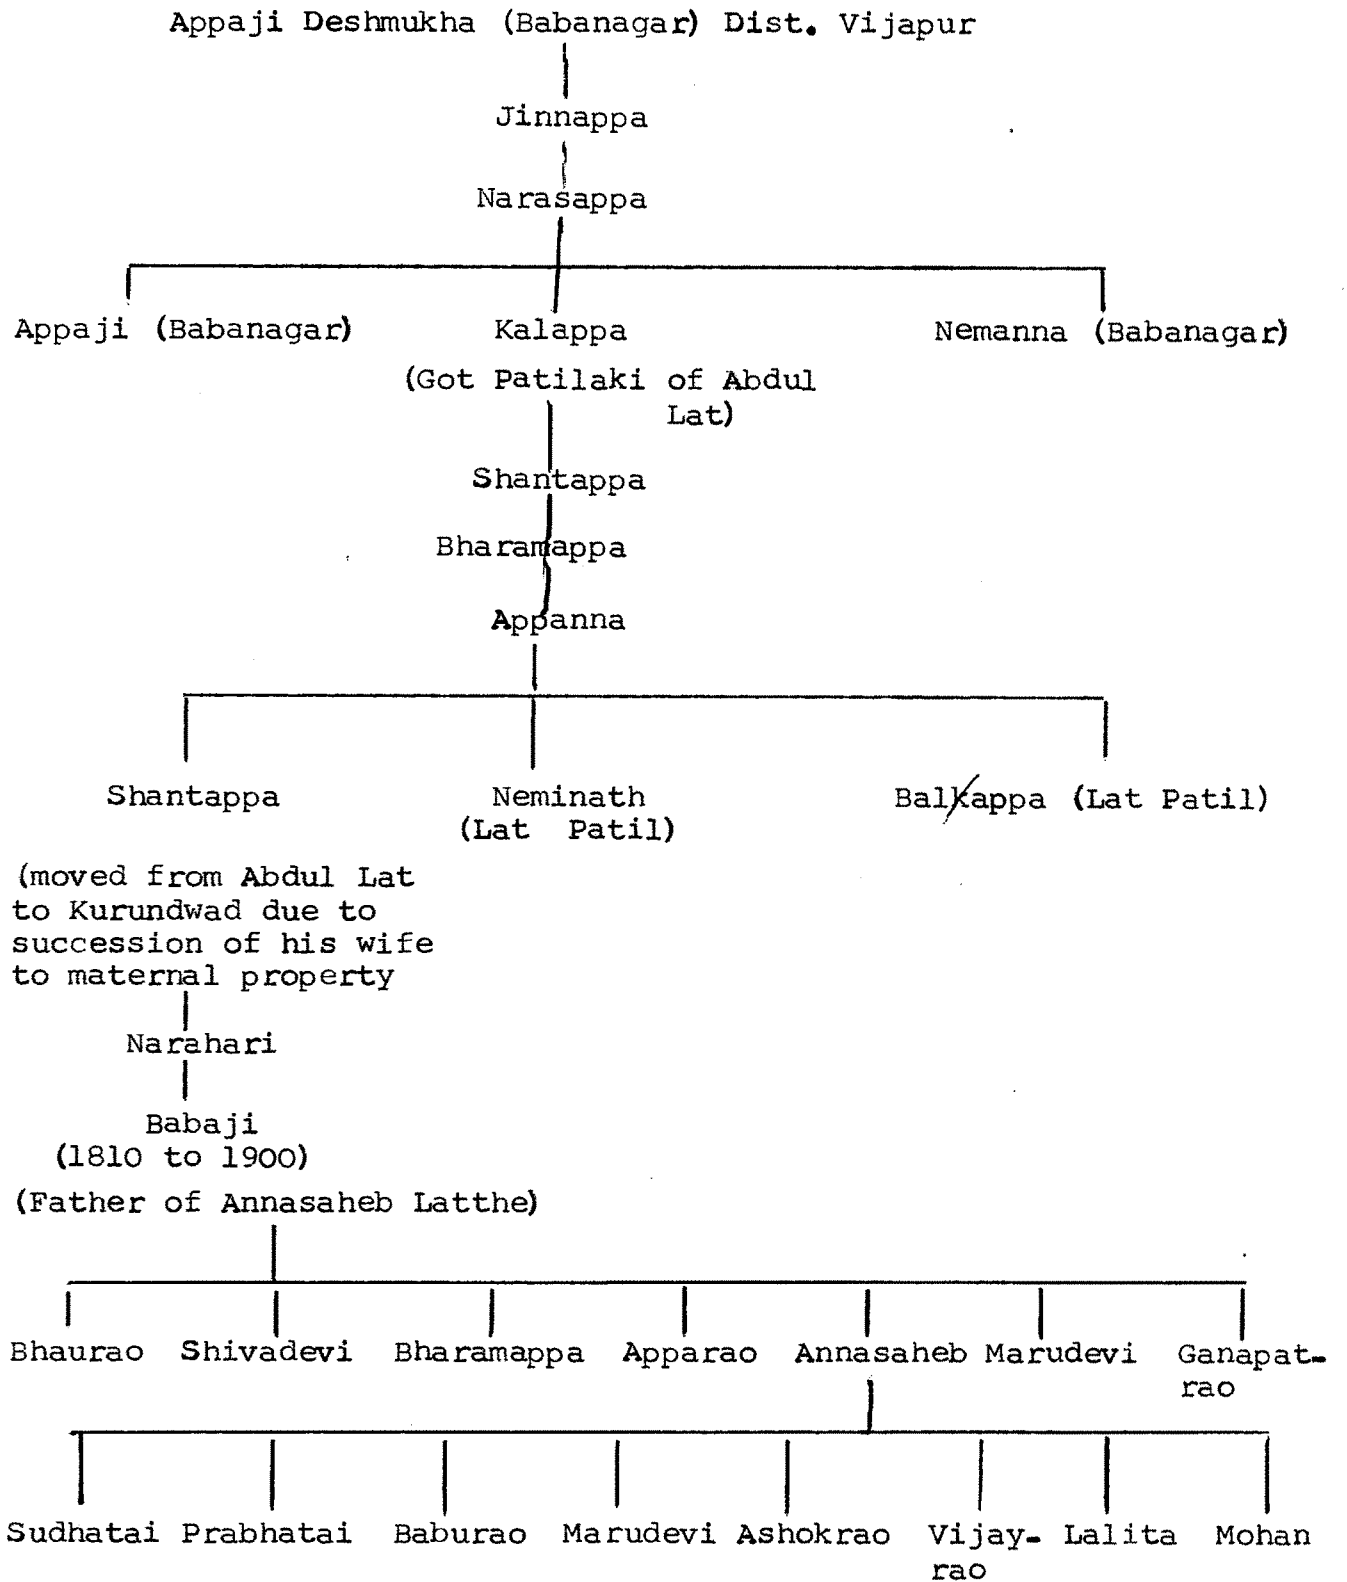 Appaji Deshmukha (Babanagar) Dist. Vijapur
Jinnappa
Narasappa
Appaji (Babanagar) Kalappa Nemanna (Babanagar)
(Got Patilaki of Abdul
Lat)
Shantappa
Bharamappa
Appanna
Shantappa Neminath Balkappa (Lat Patil)
(Lat Patil)
(moved from Abdul Lat
to Kurundwad due to
succession of his wife
to maternal property
Narahari
Babaji
(1810 to 1900)
(Father of Annasaheb Latthe)
Bhaurao Shivadevi Bharamappa Apparao Annasaheb Marudevi Ganapat-
rao
Sudhatai Prabhatai Baburao Marudevi Ashokrao Vijay- Lalita Mohan
rao